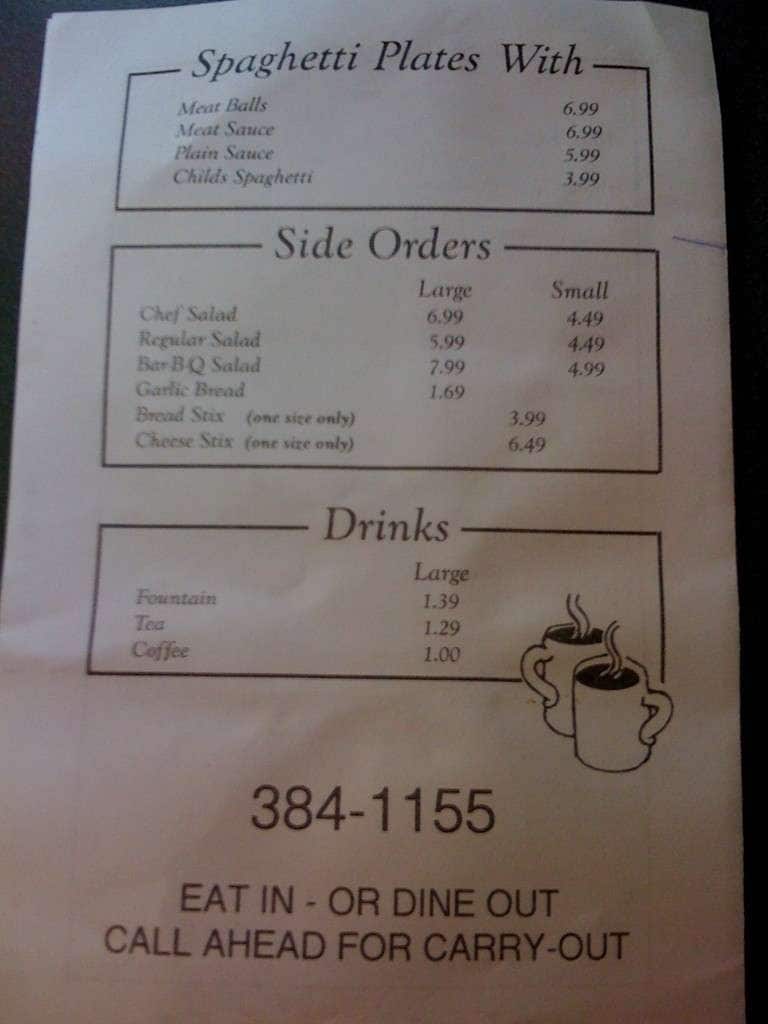 Spaghetti Plates With
Meat Balls 6.99
Meat Sauce 6.99
Plain Sauce 5.99
Childs Spaghetti 3.99
Side Orders
Large Small
Chef Salad 6.99 4.49
Regular Salad 5.99 4.49
Bar-B-Q Salad 7.99 4.99
Garlic Bread 1.69
Bread Stix (one size only) 3.99
Cheese Stix (one size only) 6.49
Drinks
Large
Fountain 1.39
Tea 1.29
Coffee 1.00
384-1155
EAT IN - OR DINE OUT
CALL AHEAD FOR CARRY-OUT